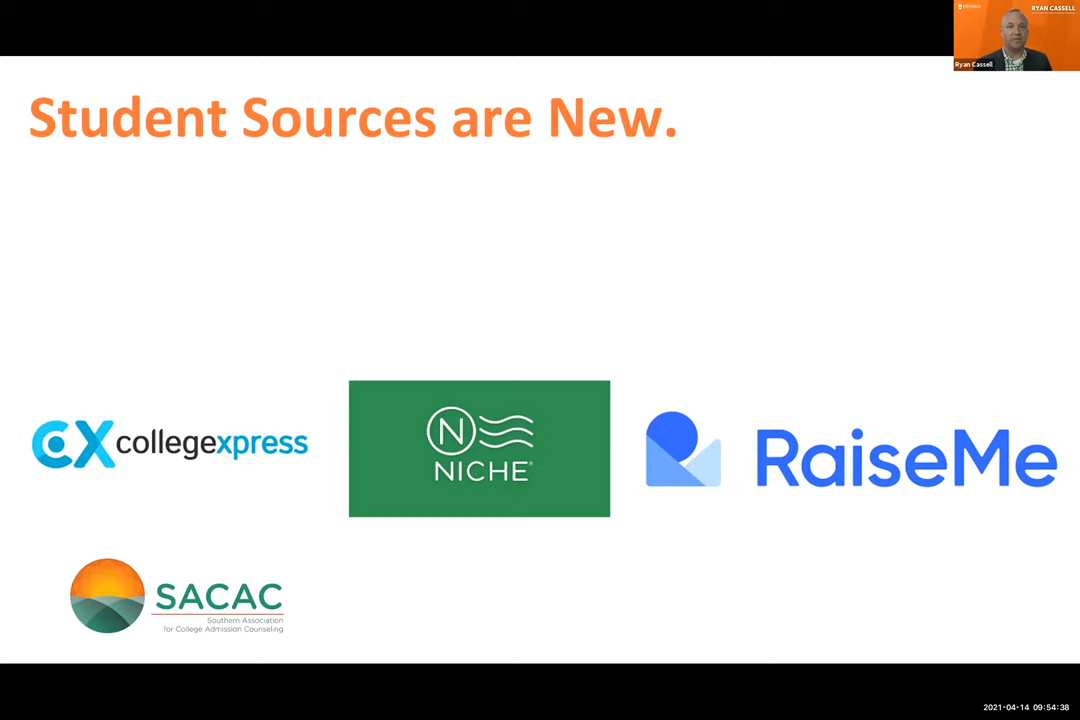 RYAN CASSELL
Ryan Cassell
Student Sources are New.
CX collegexpress
N
NICHE
RaiseMe
SACAC
Southern Association
for College Admission Counseling
2021-04-14 09:54:38